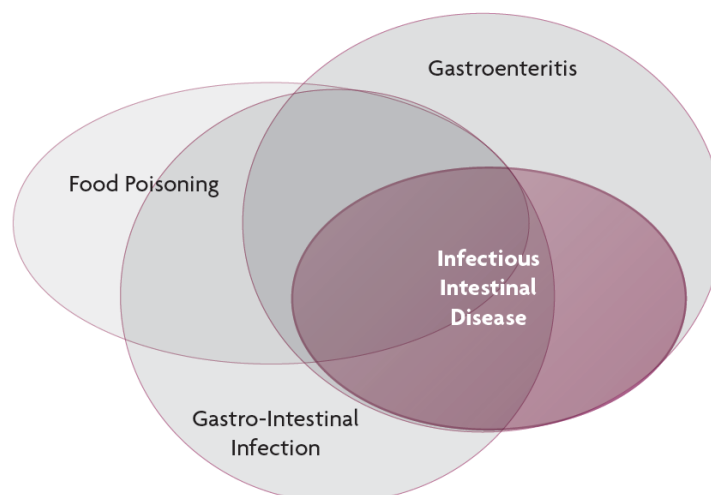 Gastroenteritis
Food Poisoning
Infectious
Intestinal
Disease
Gastro-Intestinal
Infection